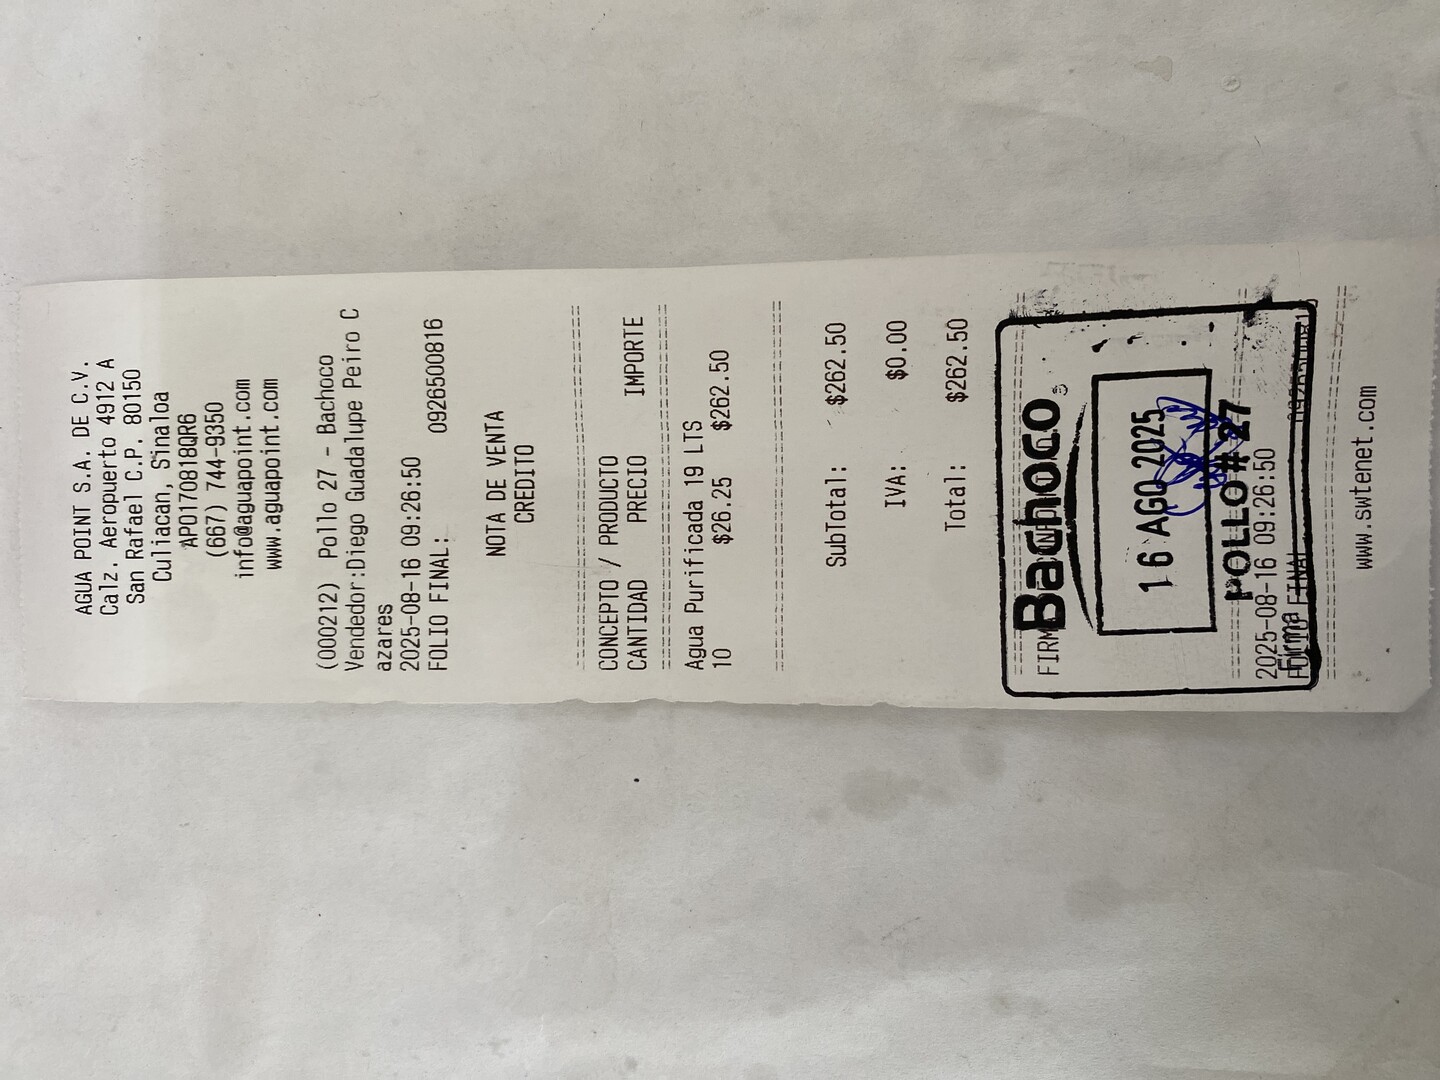 AGUA POINT S.A. DE C.V.
Calz. Aeropuerto 4912 A
San Rafael C.P. 80150
Culiacan, Sinaloa
APO170818QR6
(667) 744-9350
info@aguapoint.com
www.aguapoint.com
(000212) Pollo 27 - Bachoco
Vendedor:Diego Guadalupe Peiro C
azares
2025-08-16 09:26:50
FOLIO FINAL: 0926500816
NOTA DE VENTA
CREDITO
CONCEPTO / PRODUCTO
CANTIDAD PRECIO IMPORTE
Agua Purificada 19 LTS
10 $26.25 $262.50
SubTotal: $262.50
IVA: $0.00
Total: $262.50
Bachoco
16 AGO 2025
POLLO # 27
2025-08-16 09:26:50
FOLIO FINAL
Firma
www.swtenet.com